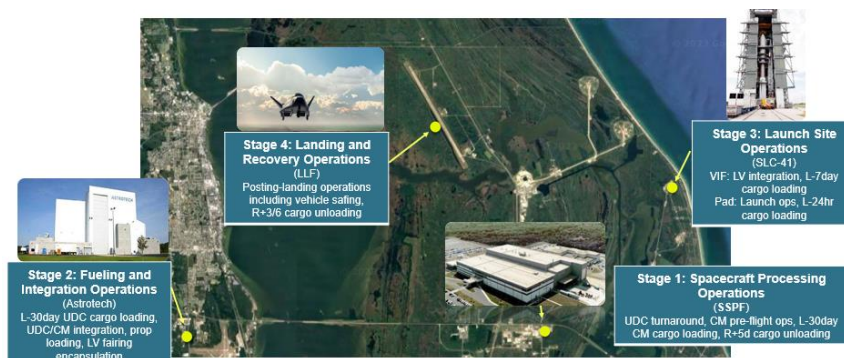 Stage 4: Landing and
Recovery Operations
(LLF)
Posting-landing operations
including vehicle safing,
R+3/6 cargo unloading
Stage 3: Launch Site
Operations
(SLC-41)
VIF: LV integration, L-7day
cargo loading
Pad: Launch ops, L-24hr
cargo loading
ASTROTECH
Stage 2: Fueling and
Integration Operations
(Astrotech)
L-30day UDC cargo loading,
UDC/CM integration, prop
loading, LV fairing
encapsulation
Stage 1: Spacecraft Processing
Operations
(SSPF)
UDC turnaround, CM pre-flight ops, L-30day
CM cargo loading, R+5d cargo unloading